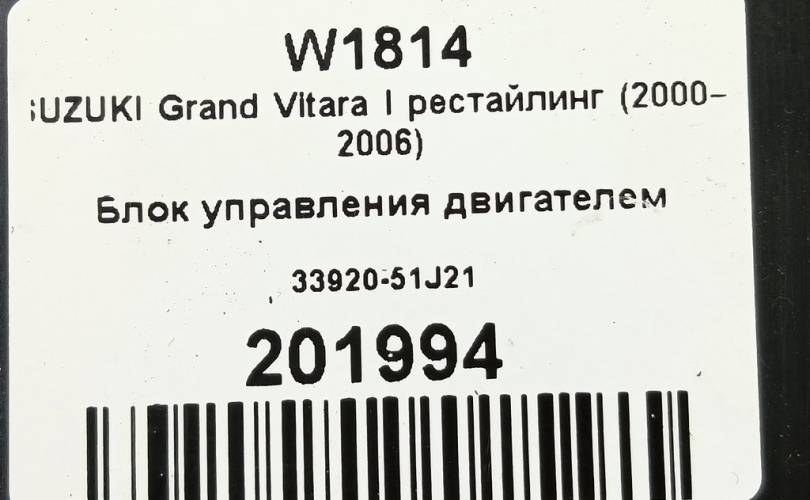 W1814
SUZUKI Grand Vitara I рестайлинг (2000–
2006)
Блок управления двигателем
33920-51J21
201994